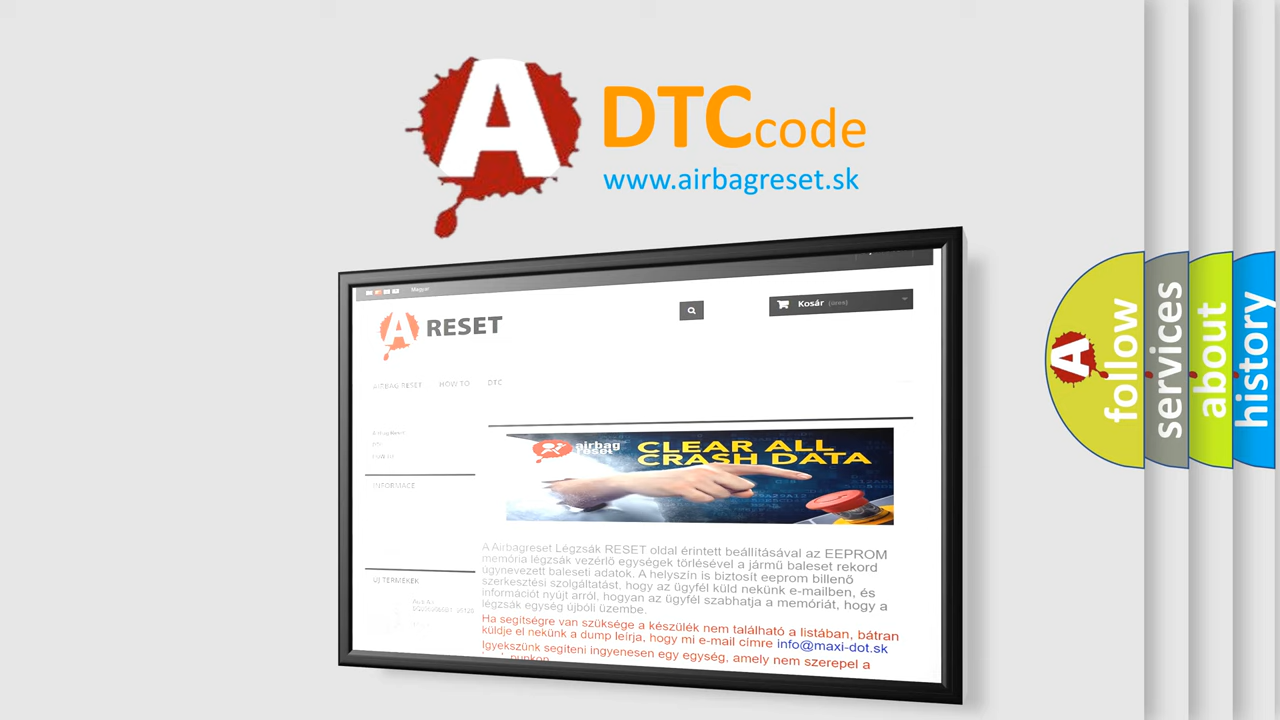 A
DTCcode
www.airbagreset.sk
Magyar
A RESET
Kosár (üres)
AIRBAG RESET HOW TO DTC
INFORMACE
ÚJ TERMÉKEK
airbag
reset
CLEAR ALL
CRASH DATA
A Airbagreset Légzsák RESET oldal érintett beállításával az EEPROM
memória légzsák vezérlő egységek törlésével a jármű baleset rekord
úgynevezett baleseti adatok. A helyszín is biztosít eeprom billenő
szerkesztési szolgáltatást, hogy az ügyfél küld nekünk e-mailben, és
információt nyújt arról, hogyan az ügyfél szabhatja a memóriát, hogy a
légzsák egység újbóli üzembe.
Ha segítségre van szüksége a készülék nem található a listában, bátran
küldje el nekünk a dump leírja, hogy mi e-mail címre info@maxi-dot.sk
Igyekszünk segíteni ingyenesen egy egység, amely nem szerepel a
A
follow
services
about
history